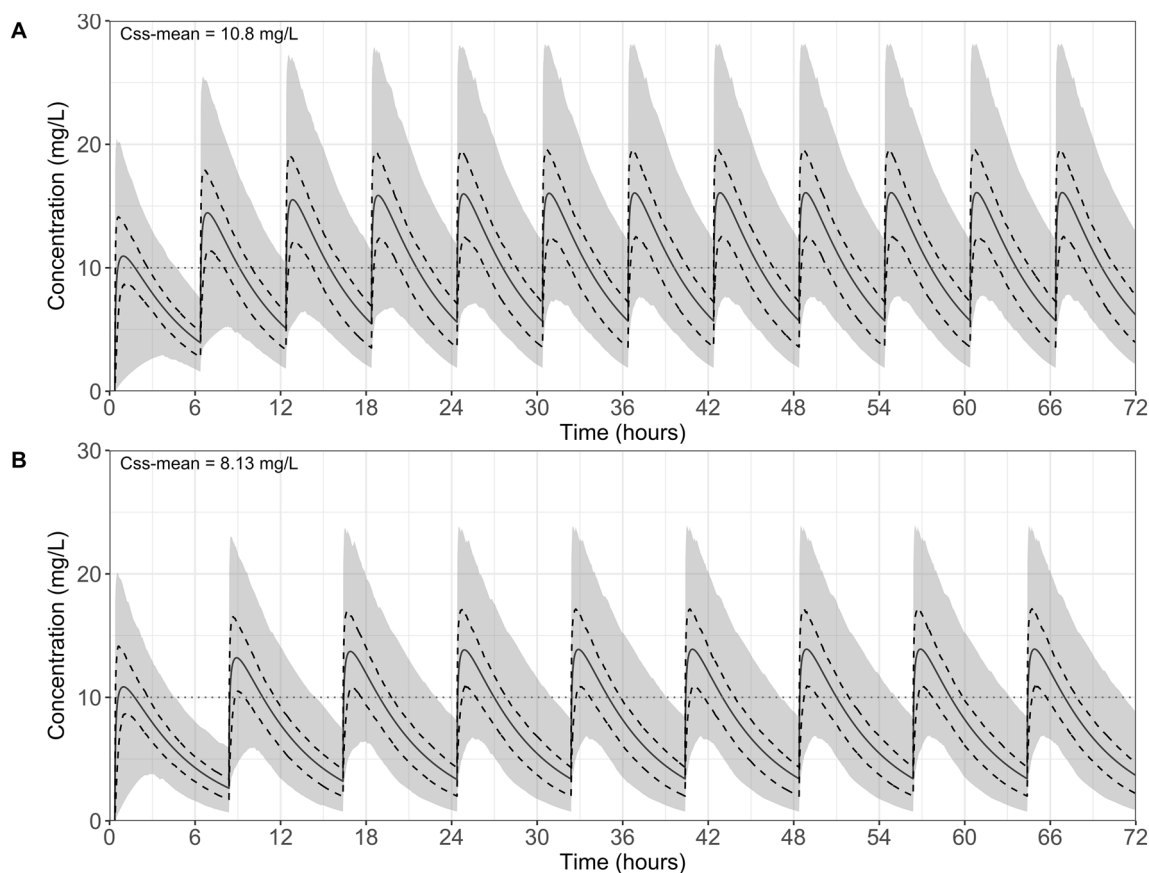 A
Css-mean = 10.8 mg/L
Concentration (mg/L)
30
20
10
0
0 6 12 18 24 30 36 42 48 54 60 66 72
Time (hours)
B
Css-mean = 8.13 mg/L
Concentration (mg/L)
30
20
10
0
0 6 12 18 24 30 36 42 48 54 60 66 72
Time (hours)